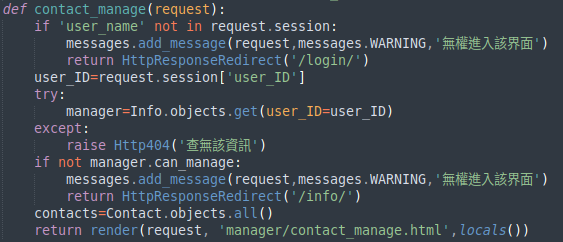 def contact_manage(request):
    if 'user_name' not in request.session:
        messages.add_message(request,messages.WARNING,'無權進入該界面')
        return HttpResponseRedirect('/login/')
    user_ID=request.session['user_ID']
    try:
        manager=Info.objects.get(user_ID=user_ID)
    except:
        raise Http404('查無該資訊')
    if not manager.can_manage:
        messages.add_message(request,messages.WARNING,'無權進入該界面')
        return HttpResponseRedirect('/info/')
    contacts=Contact.objects.all()
    return render(request, 'manager/contact_manage.html',locals())